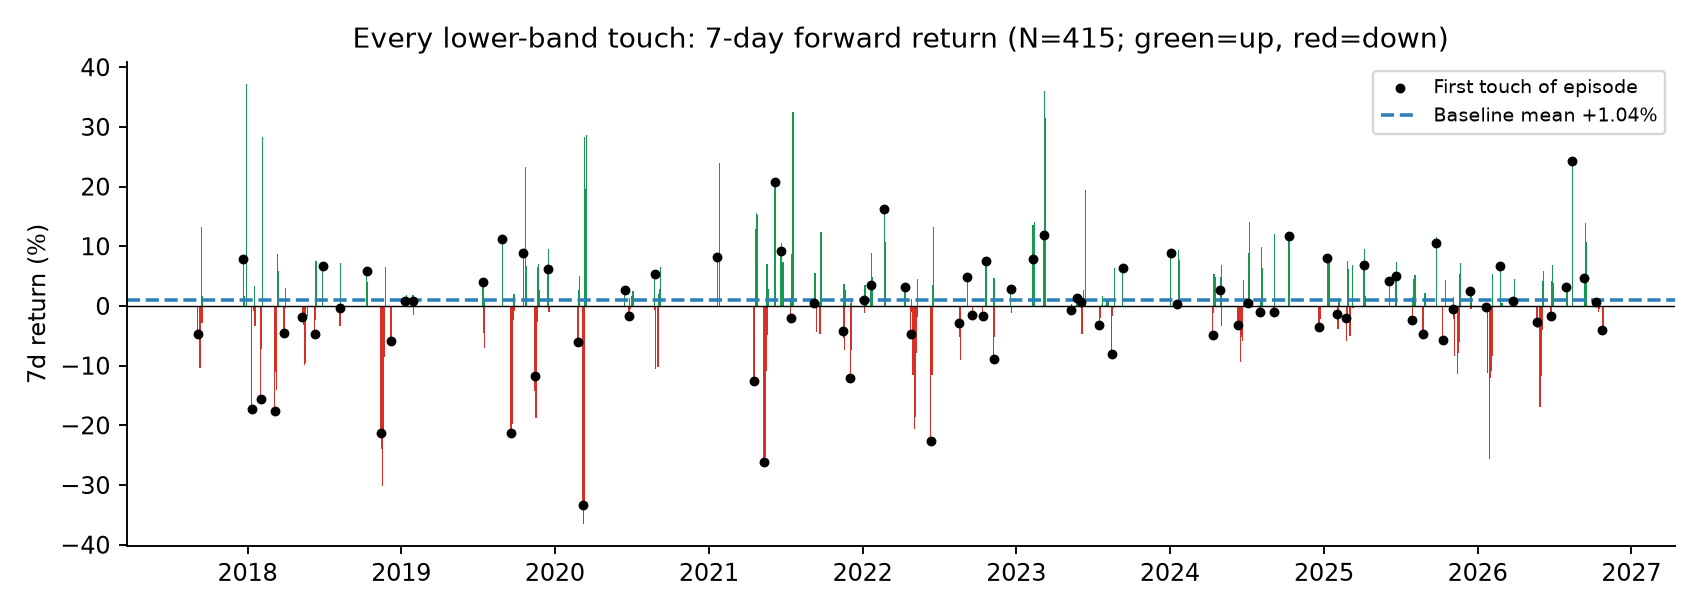 Every lower-band touch: 7-day forward return (N=415; green=up, red=down)
First touch of episode
Baseline mean +1.04%
7d return (%)
40
30
20
10
0
−10
−20
−30
−40
2018 2019 2020 2021 2022 2023 2024 2025 2026 2027